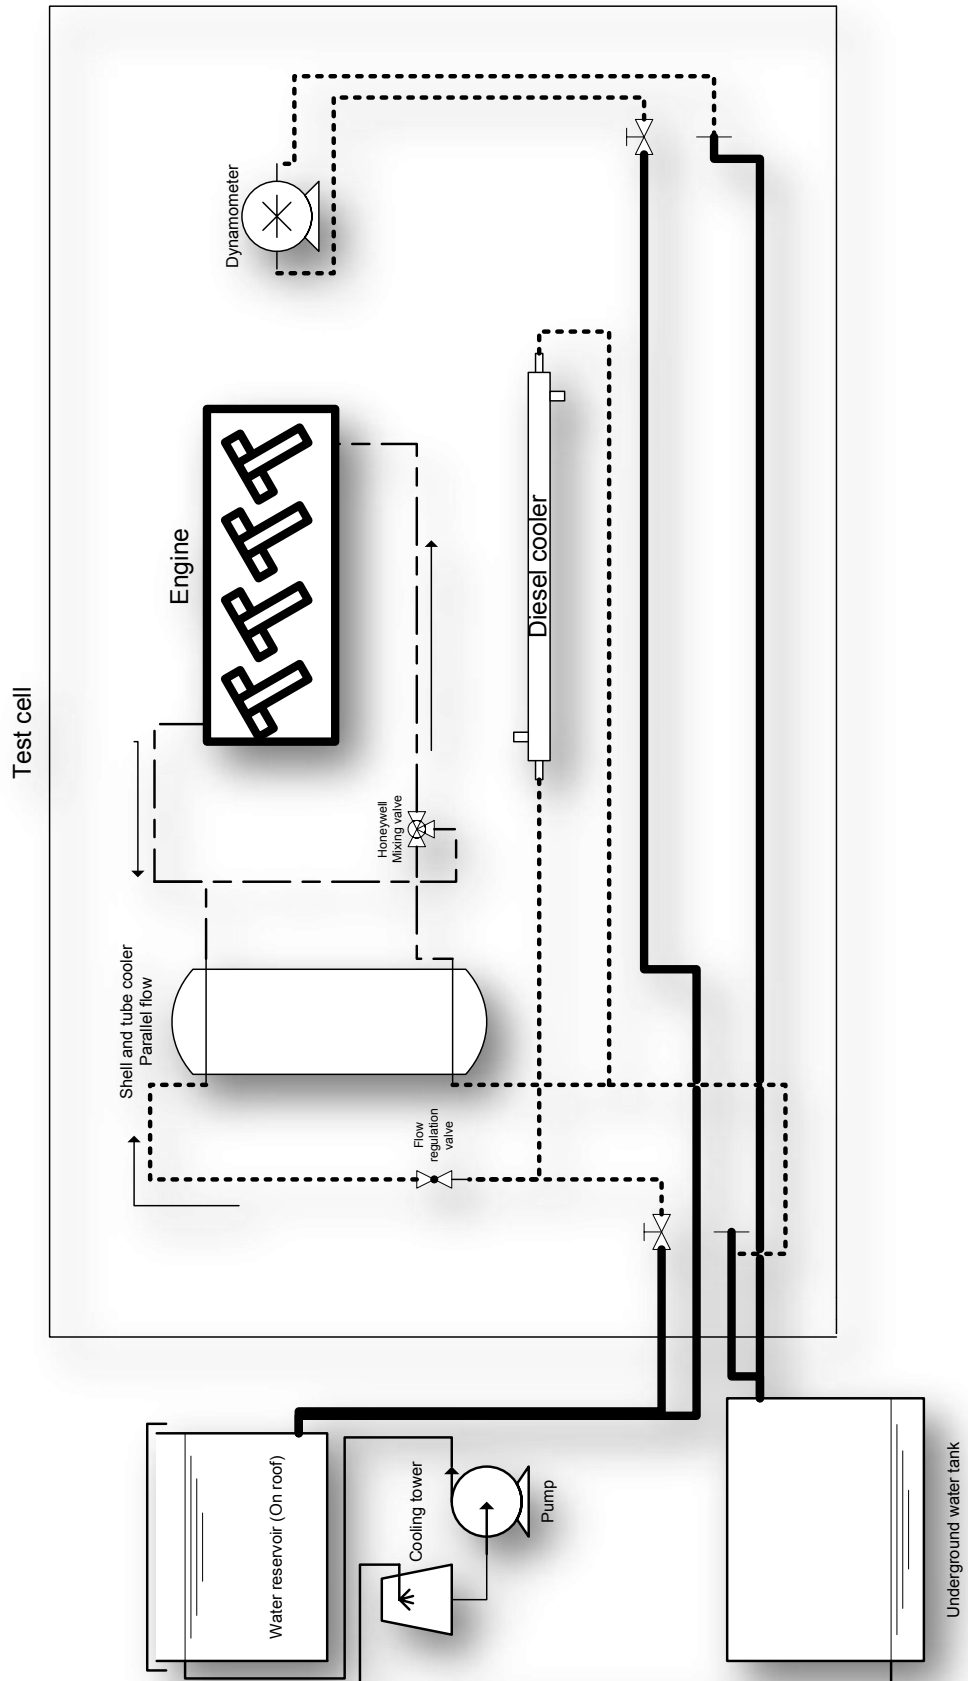 Test cell
Dynamometer
Engine
Diesel cooler
Honeywell
Mixing valve
Shell and tube cooler
Parallel flow
Flow
regulation
valve
Water reservoir (On roof)
Cooling tower
Pump
Underground water tank